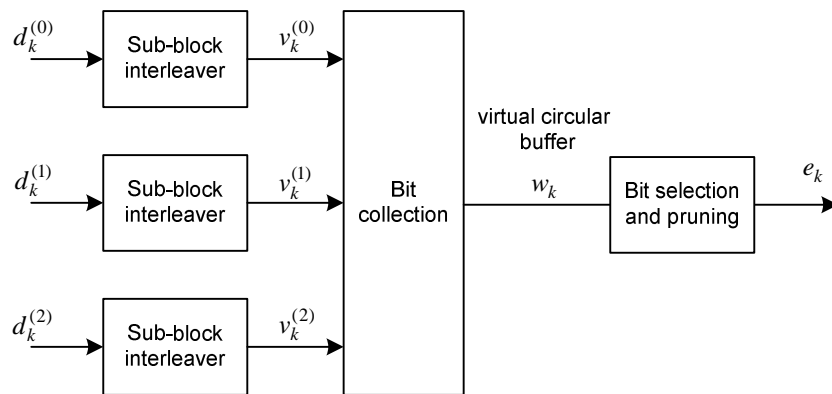 d_k^{(0)}
Sub-block
interleaver
v_k^{(0)}
d_k^{(1)}
Sub-block
interleaver
v_k^{(1)}
d_k^{(2)}
Sub-block
interleaver
v_k^{(2)}
Bit
collection
virtual circular
buffer
w_k
Bit selection
and pruning
e_k